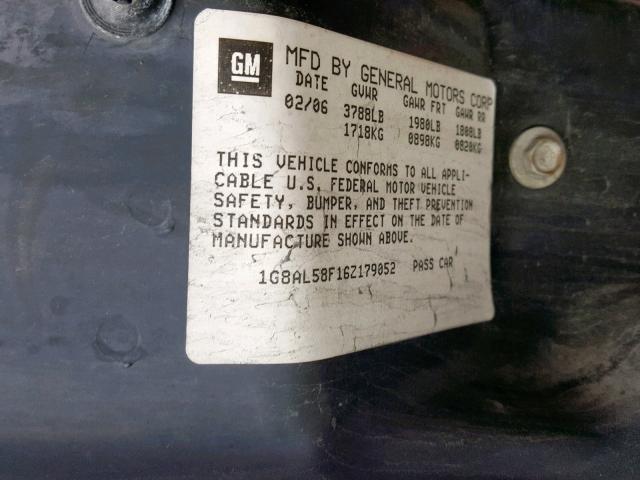 GM MFD BY GENERAL MOTORS CORP
DATE GVWR GAWR FRT GAWR RR
02/06 3788LB 1980LB 1808LB
1718KG 0898KG 0820KG
THIS VEHICLE CONFORMS TO ALL APPLI-
CABLE U.S. FEDERAL MOTOR VEHICLE
SAFETY, BUMPER, AND THEFT PREVENTION
STANDARDS IN EFFECT ON THE DATE OF
MANUFACTURE SHOWN ABOVE.
1G8AL58F16Z179052 PASS CAR